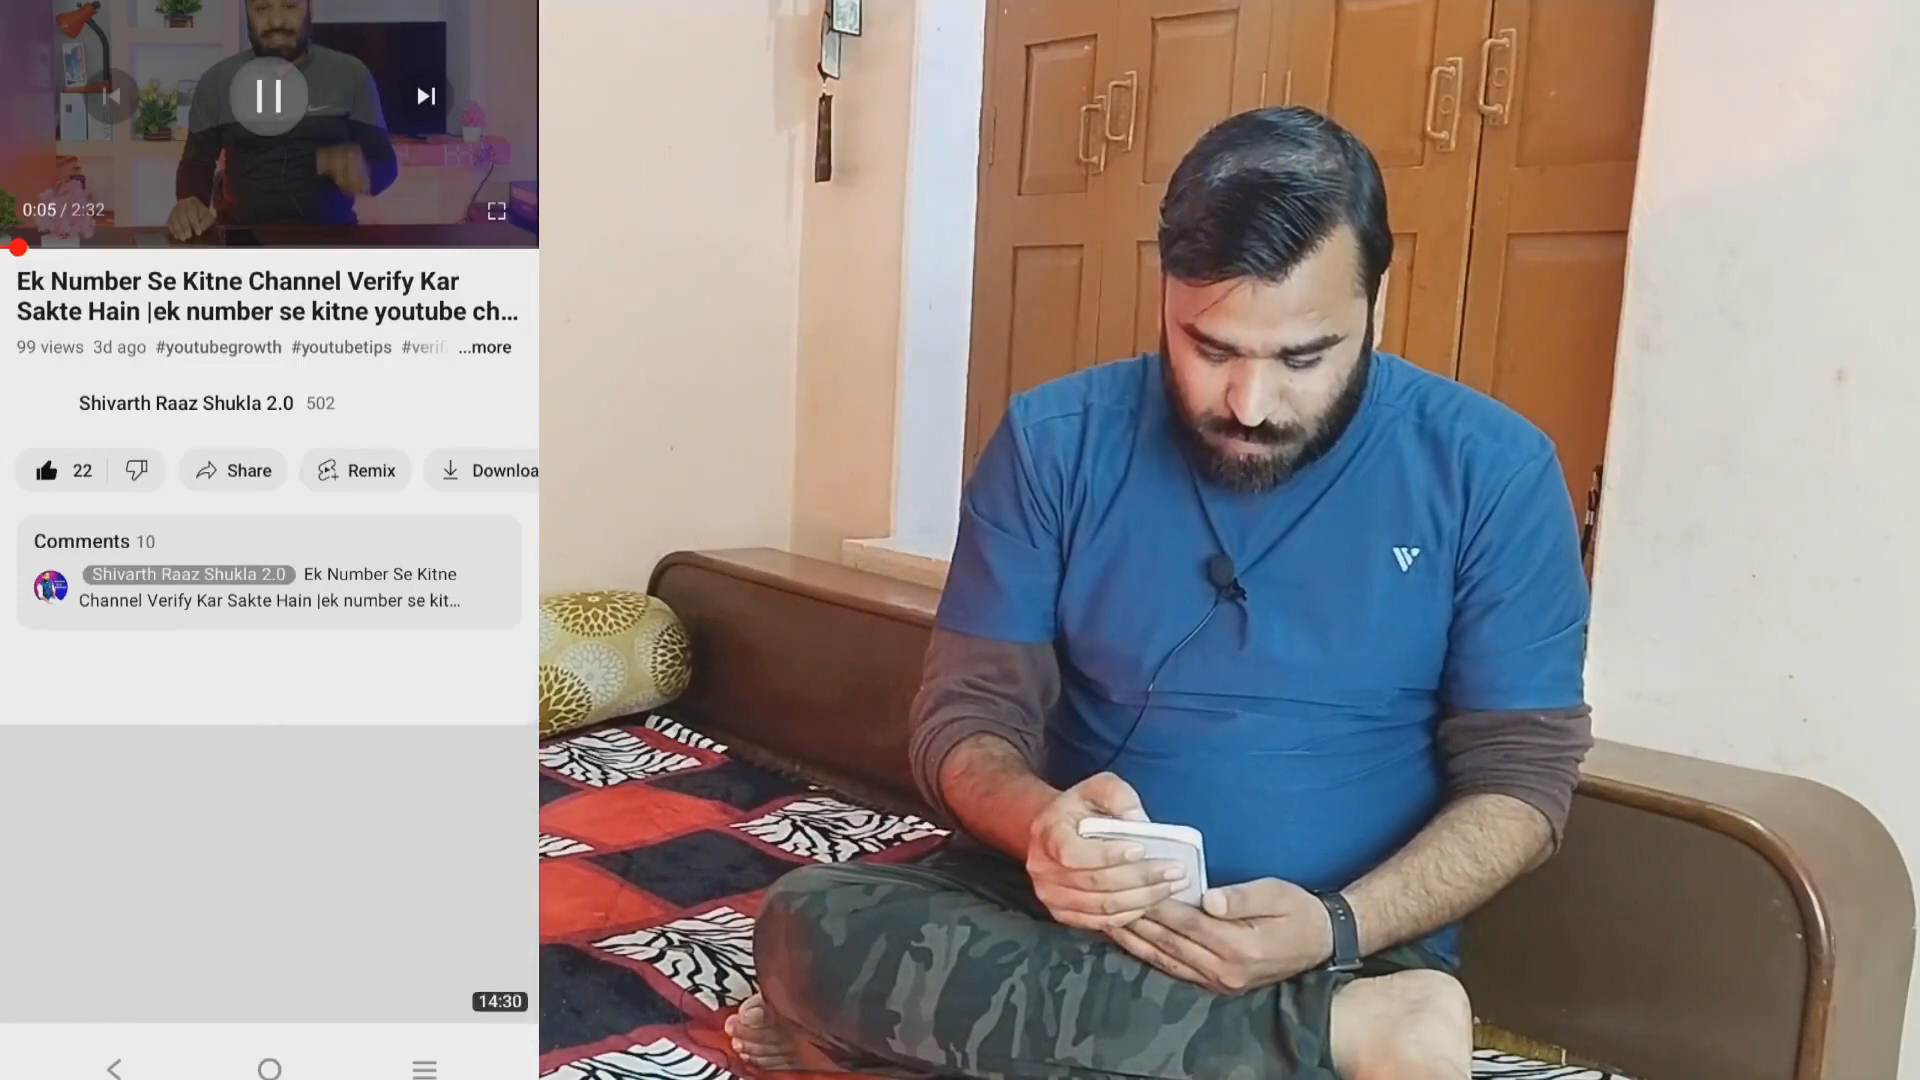 0:05 / 2:32
Ek Number Se Kitne Channel Verify Kar
Sakte Hain |ek number se kitne youtube ch...
99 views 3d ago #youtubegrowth #youtubetips #verif ...more
Shivarth Raaz Shukla 2.0 502
22 Share Remix Downloa
Comments 10
Shivarth Raaz Shukla 2.0 Ek Number Se Kitne
Channel Verify Kar Sakte Hain |ek number se kit...
14:30